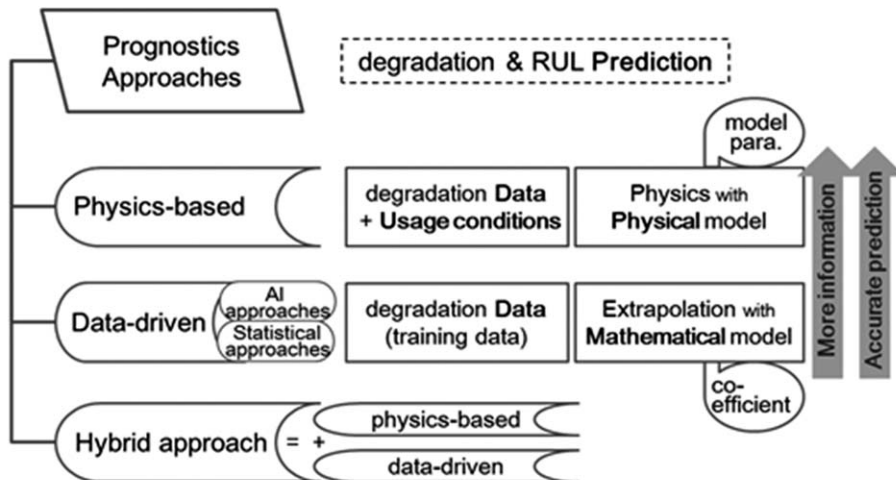 Prognostics
Approaches
degradation & RUL Prediction
model
para.
Physics-based
degradation Data
+ Usage conditions
Physics with
Physical model
Data-driven
AI
approaches
Statistical
approaches
degradation Data
(training data)
Extrapolation with
Mathematical model
co-
efficient
More information
Accurate prediction
Hybrid approach
= +
physics-based
data-driven